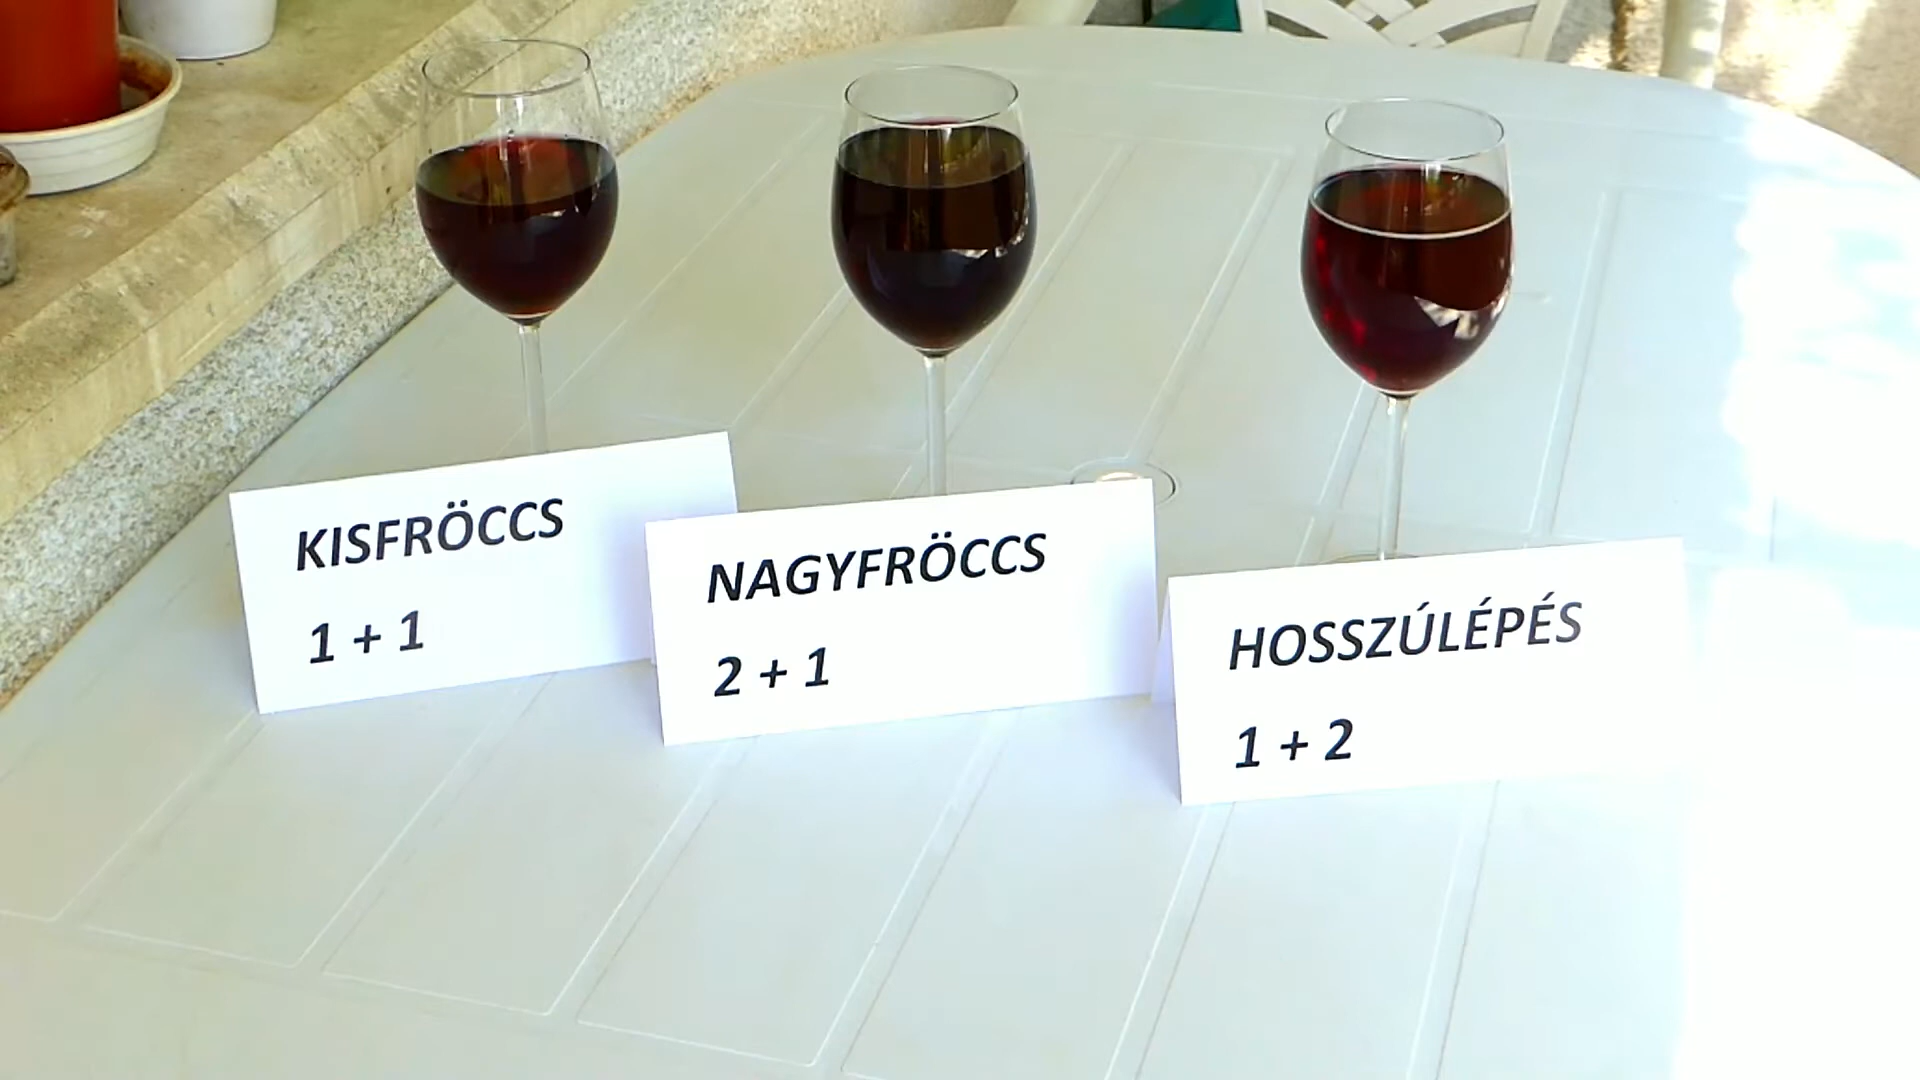 KISFRÖCCS
1 + 1
NAGYFRÖCCS
2 + 1
HOSSZÚLÉPÉS
1 + 2